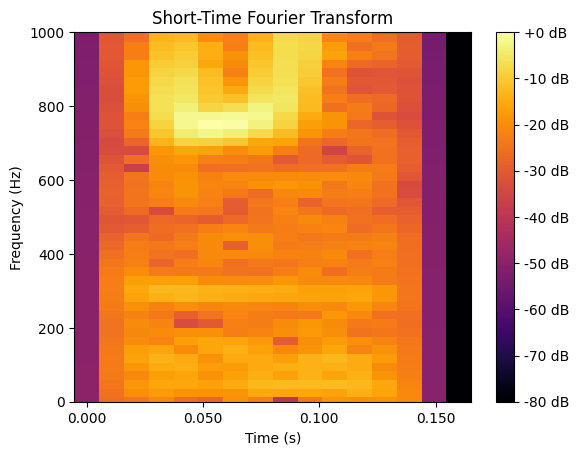 Short-Time Fourier Transform
1000
800
600
400
200
0
Frequency (Hz)
0.000
0.050
0.100
0.150
Time (s)
+0 dB
-10 dB
-20 dB
-30 dB
-40 dB
-50 dB
-60 dB
-70 dB
-80 dB